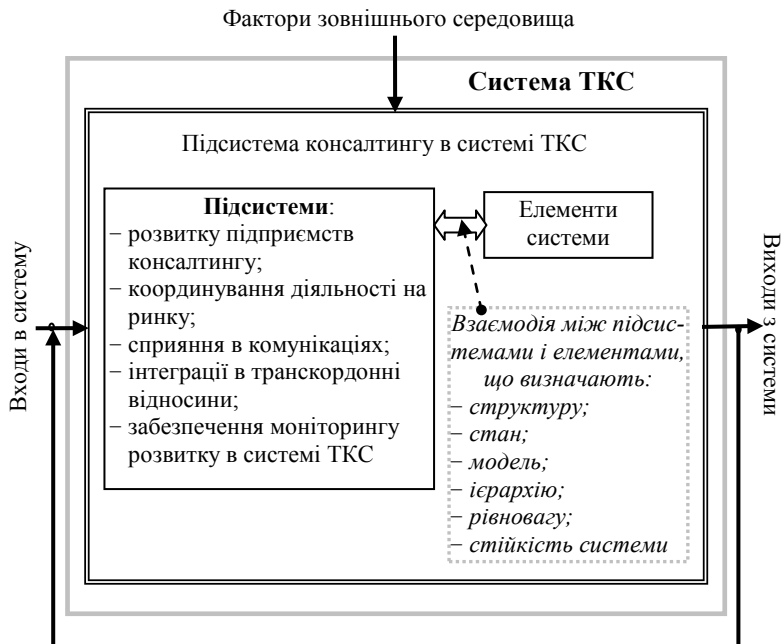 Фактори зовнішнього середовища
Система ТКС
Підсистема консалтингу в системі ТКС
Підсистеми:
− розвитку підприємств
консалтингу;
− координування діяльності на
ринку;
− сприяння в комунікаціях;
− інтеграції в транскордонні
відносини;
− забезпечення моніторингу
розвитку в системі ТКС
Елементи
системи
Взаємодія між підсис-
темами і елементами,
що визначають:
− структуру;
− стан;
− модель;
− ієрархію;
− рівновагу;
− стійкість системи
Входи в систему
Виходи з системи